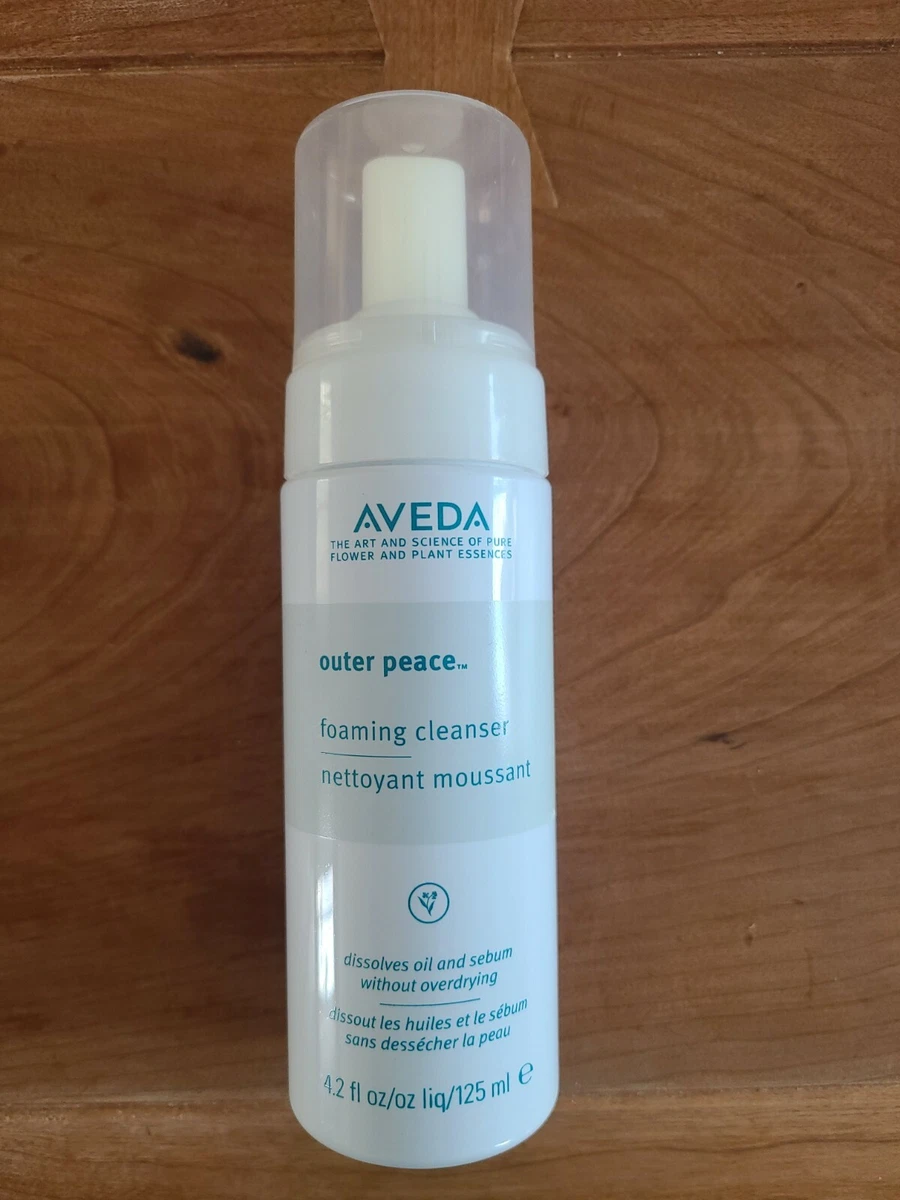 AVEDA
THE ART AND SCIENCE OF PURE
FLOWER AND PLANT ESSENCES
outer peace™
foaming cleanser
nettoyant moussant
dissolves oil and sebum
without overdrying
dissout les huiles et le sébum
sans dessécher la peau
4.2 fl oz/oz liq/125 ml ℮